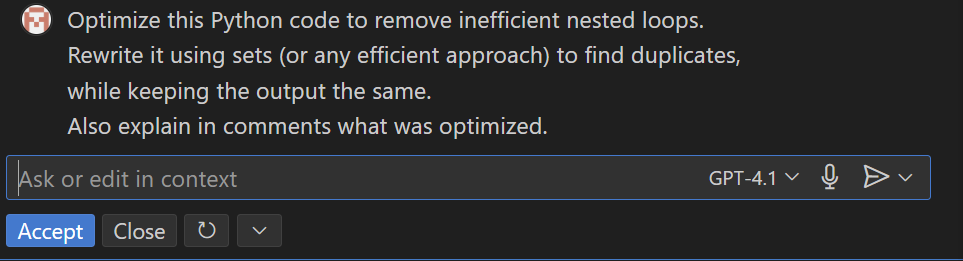 Optimize this Python code to remove inefficient nested loops.
Rewrite it using sets (or any efficient approach) to find duplicates,
while keeping the output the same.
Also explain in comments what was optimized.
Ask or edit in context
GPT-4.1
Accept Close